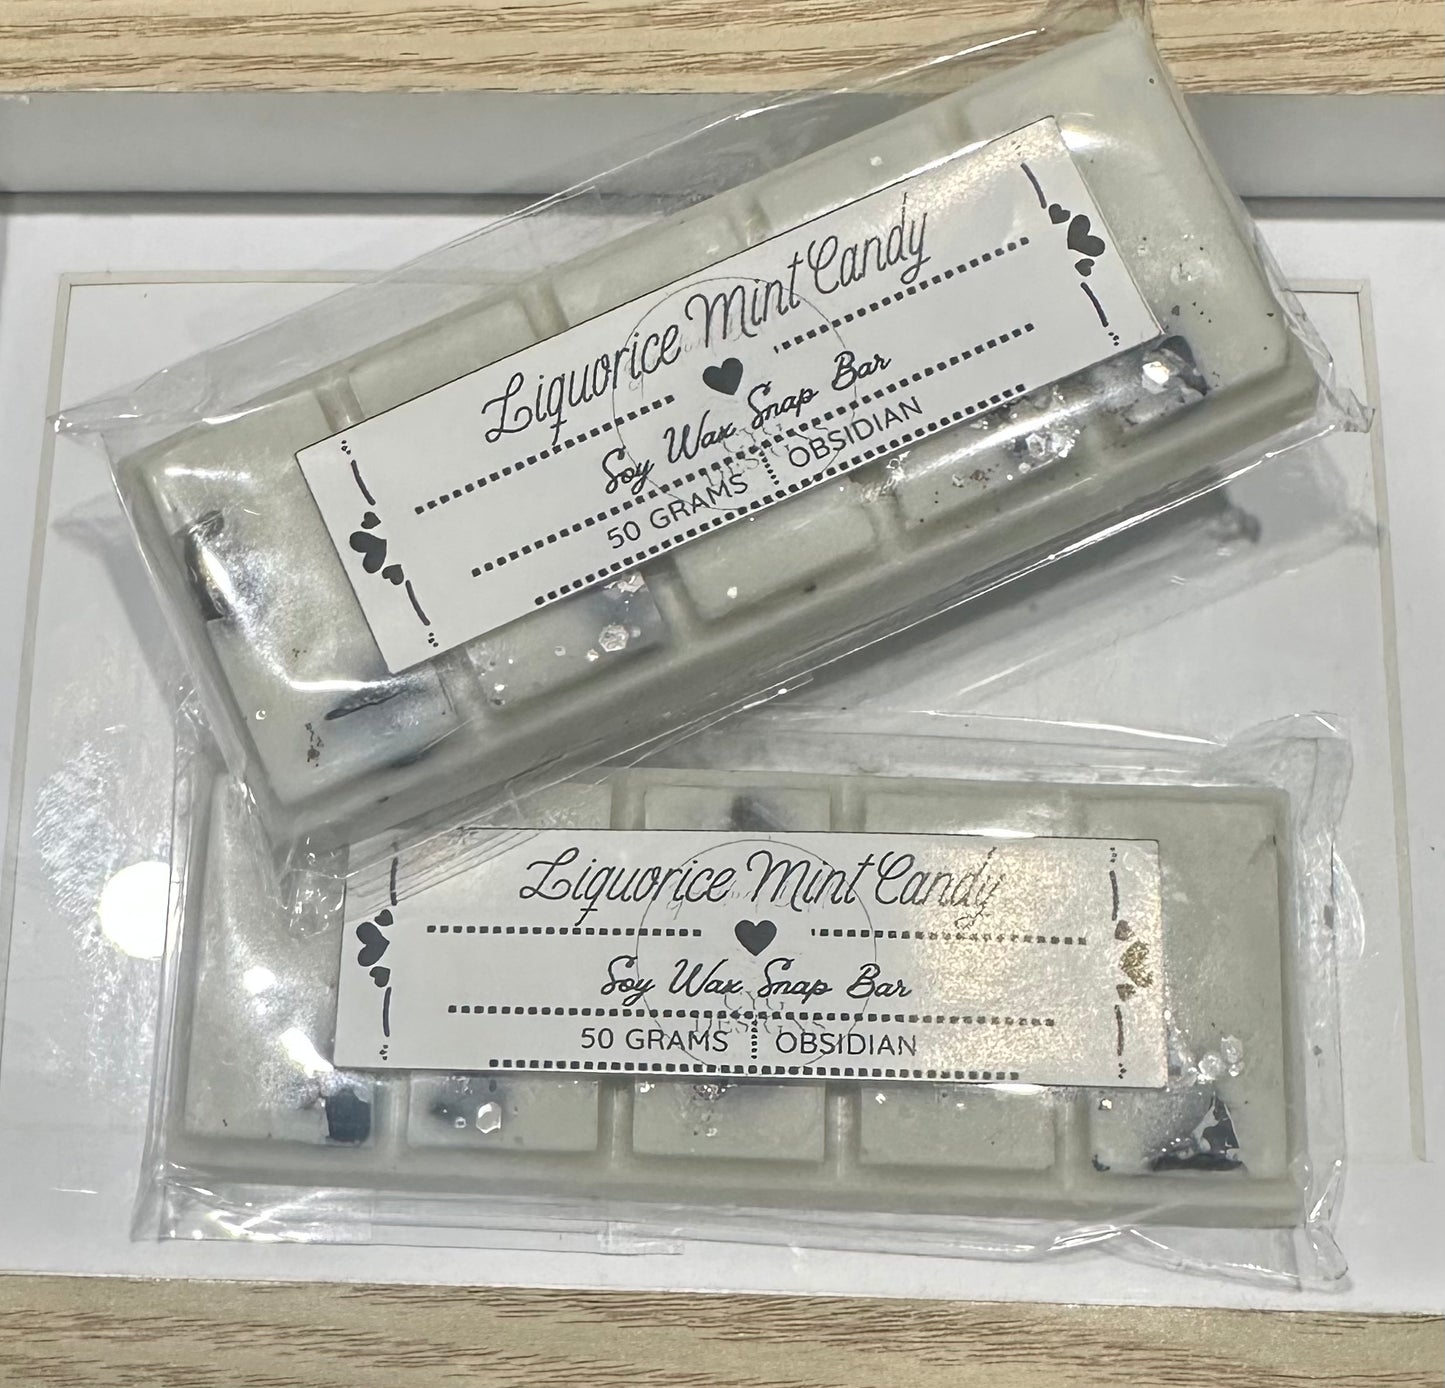 Liquorice Mint Candy
Soy Wax Snap Bar
50 GRAMS OBSIDIAN
Liquorice Mint Candy
Soy Wax Snap Bar
DESIGNS
50 GRAMS OBSIDIAN